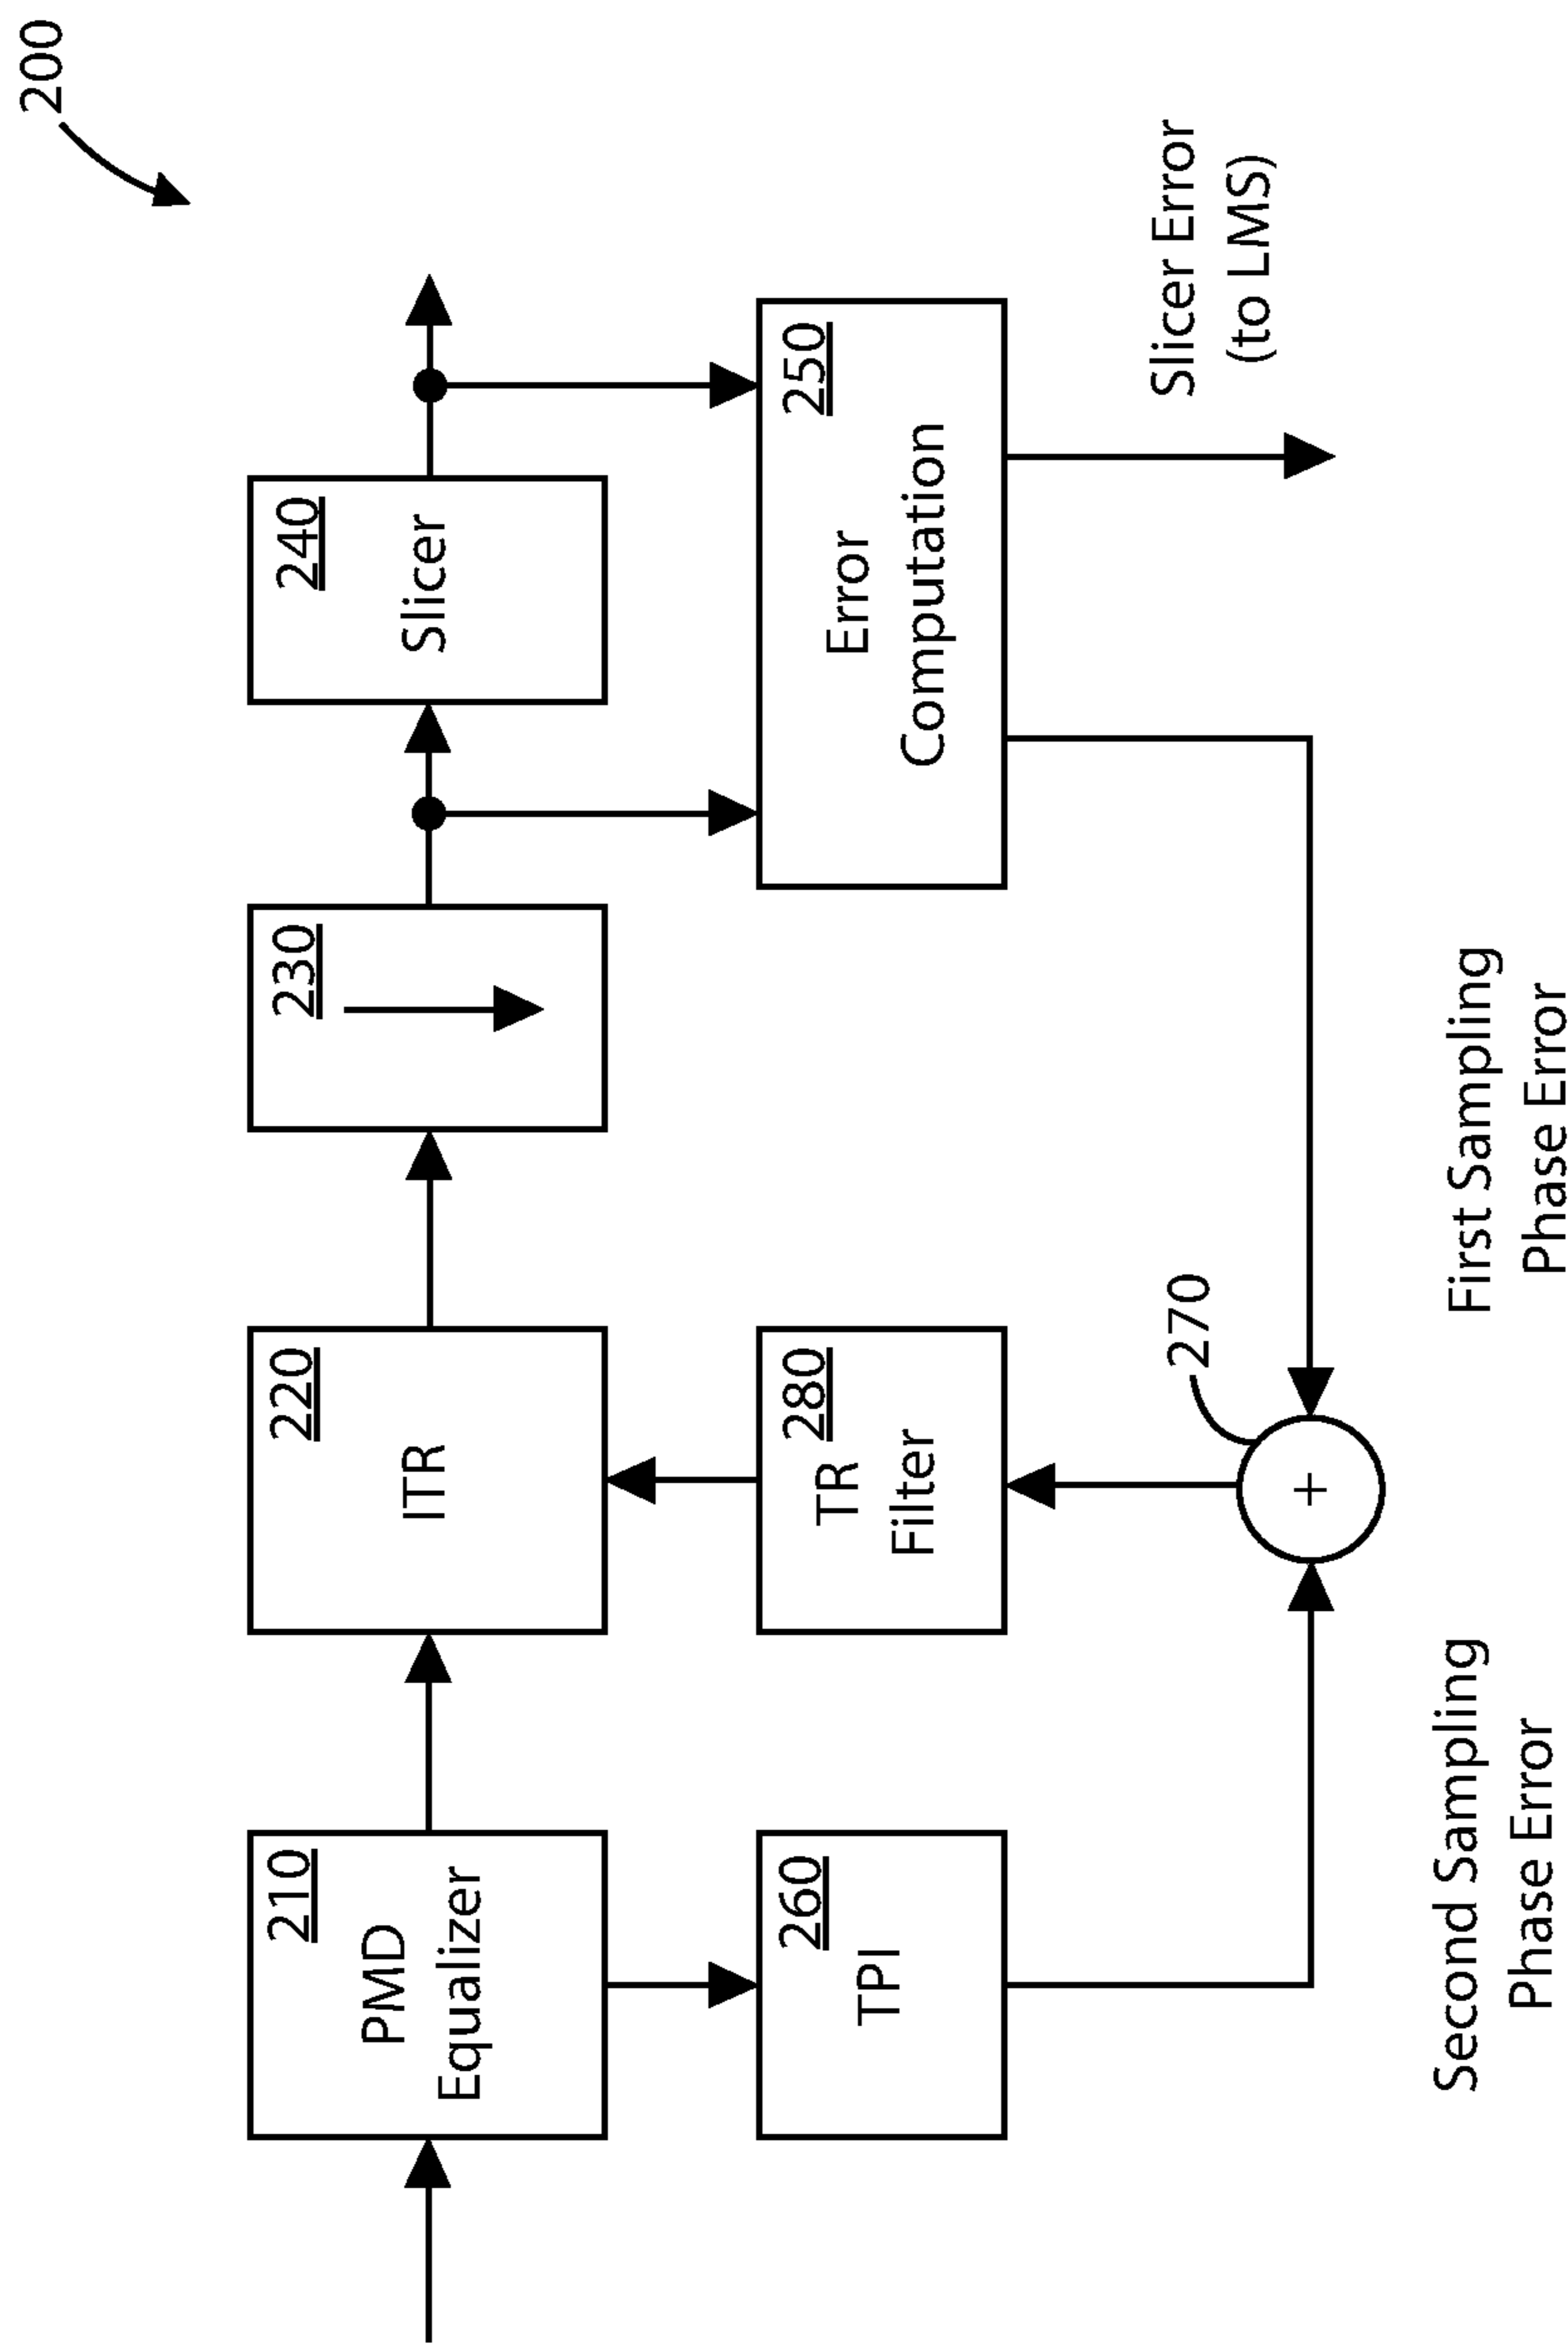 200
210
PMD
Equalizer
220
ITR
230
240
Slicer
260
TPI
280
TR
Filter
250
Error
Computation
270
+
Slicer Error
(to LMS)
Second Sampling
Phase Error
First Sampling
Phase Error